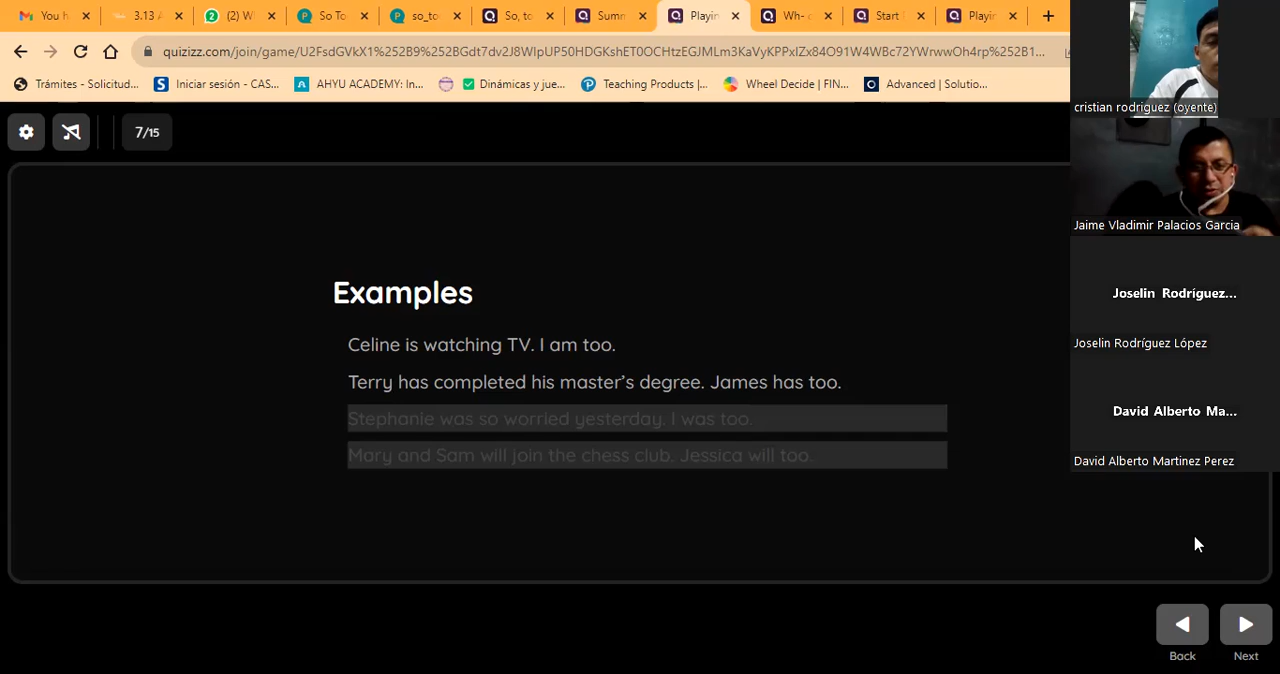 You h
3.13 A
(2) W
So To
so_to
So, to
Summ
Playin
Wh- c
Start
Playin
quizizz.com/join/game/U2FsdGVkX1%252B9%252BGdt7dv2J8WIpUP50HDGKshET0OCHtzEGJMLm3KaVyKPPxIZx84O91W4WBc72YWrwwOh4rp%252B1...
Trámites - Solicitud...
Iniciar sesión - CAS...
AHYU ACADEMY: In...
Dinámicas y jue...
Teaching Products |...
Wheel Decide | FIN...
Advanced | Solutio...
cristian rodriguez (oyente)
7/15
Jaime Vladimir Palacios Garcia
Examples
Joselin Rodríguez...
Celine is watching TV. I am too.
Joselin Rodríguez López
Terry has completed his master's degree. James has too.
David Alberto Ma...
Stephanie was so worried yesterday. I was too.
Mary and Sam will join the chess club. Jessica will too.
David Alberto Martinez Perez
Back
Next